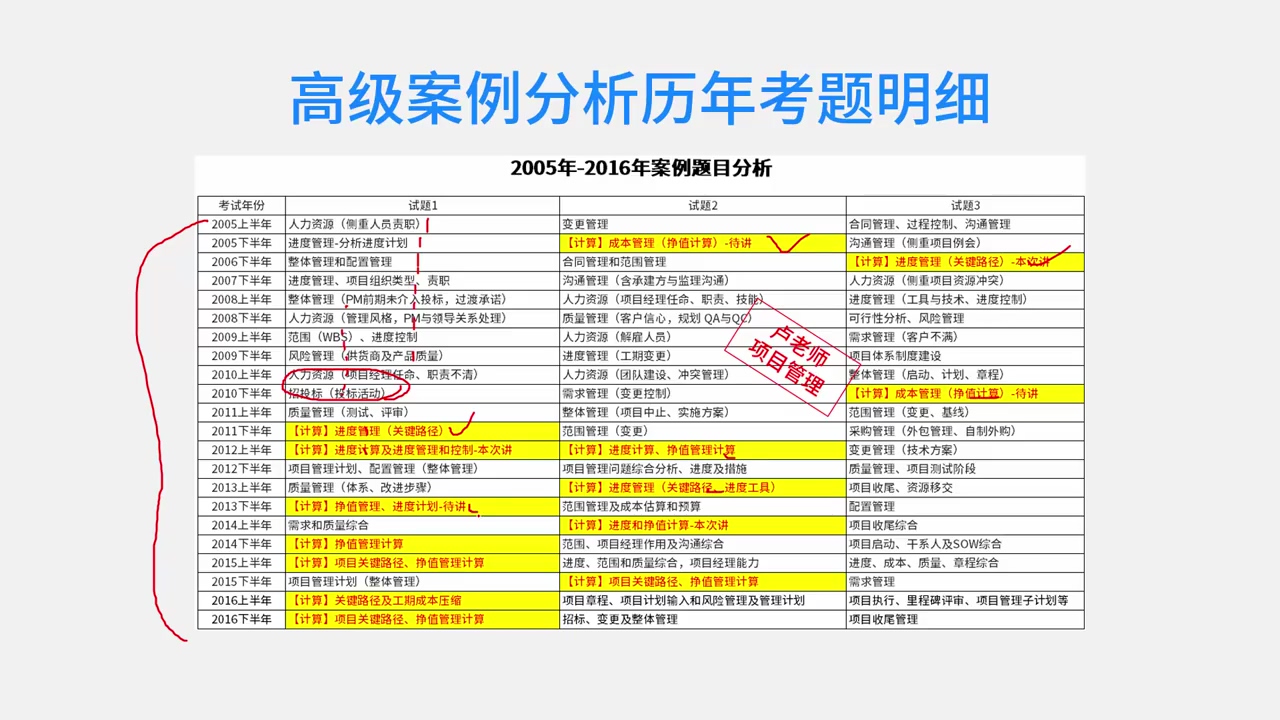 高级案例分析历年考题明细
2005年-2016年案例题目分析
考试年份 试题1 试题2 试题3
2005上半年 人力资源（侧重人员责职） 变更管理 合同管理、过程控制、沟通管理
2005下半年 进度管理-分析进度计划 【计算】成本管理（挣值计算）-待讲 沟通管理（侧重项目例会）
2006下半年 整体管理和配置管理 合同管理和范围管理 【计算】进度管理（关键路径）-本次讲
2007上半年 进度管理、项目组织类型、责职 沟通管理（含承建方与监理沟通） 人力资源（侧重项目资源冲突）
2008上半年 整体管理（PM前期未介入投标，过渡承诺） 人力资源（项目经理任命、职责、技能） 进度管理（工具与技术、进度控制）
2008下半年 人力资源（管理风格，PM与领导关系处理） 质量管理（客户信心，规划 QA与QC） 可行性分析、风险管理
2009上半年 范围（WBS）、进度控制 人力资源（解雇人员） 需求管理（客户不满）
2009下半年 风险管理（供货商及产品质量） 进度管理（工期变更） 项目体系制度建设
2010上半年 人力资源（项目经理任命、职责不清） 人力资源（团队建设、冲突管理） 整体管理（启动、计划、章程）
2010下半年 招投标（投标活动） 需求管理（变更控制） 【计算】成本管理（挣值计算）-待讲
2011上半年 质量管理（测试、评审） 整体管理（项目中止、实施方案） 范围管理（变更、基线）
2011下半年 【计算】进度管理（关键路径） 范围管理（变更） 采购管理（外包管理、自制外购）
2012上半年 【计算】进度计算及进度管理和控制-本次讲 【计算】进度计算、挣值管理计算 变更管理（技术方案）
2012下半年 项目管理计划、配置管理（整体管理） 项目管理问题综合分析、进度及措施 质量管理、项目测试阶段
2013上半年 质量管理（体系、改进步骤） 【计算】进度管理（关键路径、进度工具） 项目收尾、资源移交
2013下半年 【计算】挣值管理、进度计划-待讲 范围管理及成本估算和预算 配置管理
2014上半年 需求和质量综合 【计算】进度和挣值计算-本次讲 项目收尾综合
2014下半年 【计算】挣值管理计算 范围、项目经理作用及沟通综合 项目启动、干系人及SOW综合
2015上半年 【计算】项目关键路径、挣值管理计算 进度、范围和质量综合，项目经理能力 进度、成本、质量、章程综合
2015下半年 项目管理计划（整体管理） 【计算】项目关键路径、挣值管理计算 需求管理
2016上半年 【计算】关键路径及工期成本压缩 项目章程、项目计划输入和风险管理及管理计划 项目执行、里程碑评审、项目管理子计划等
2016下半年 【计算】项目关键路径、挣值管理计算 招标、变更及整体管理 项目收尾管理
卢老师
项目管理